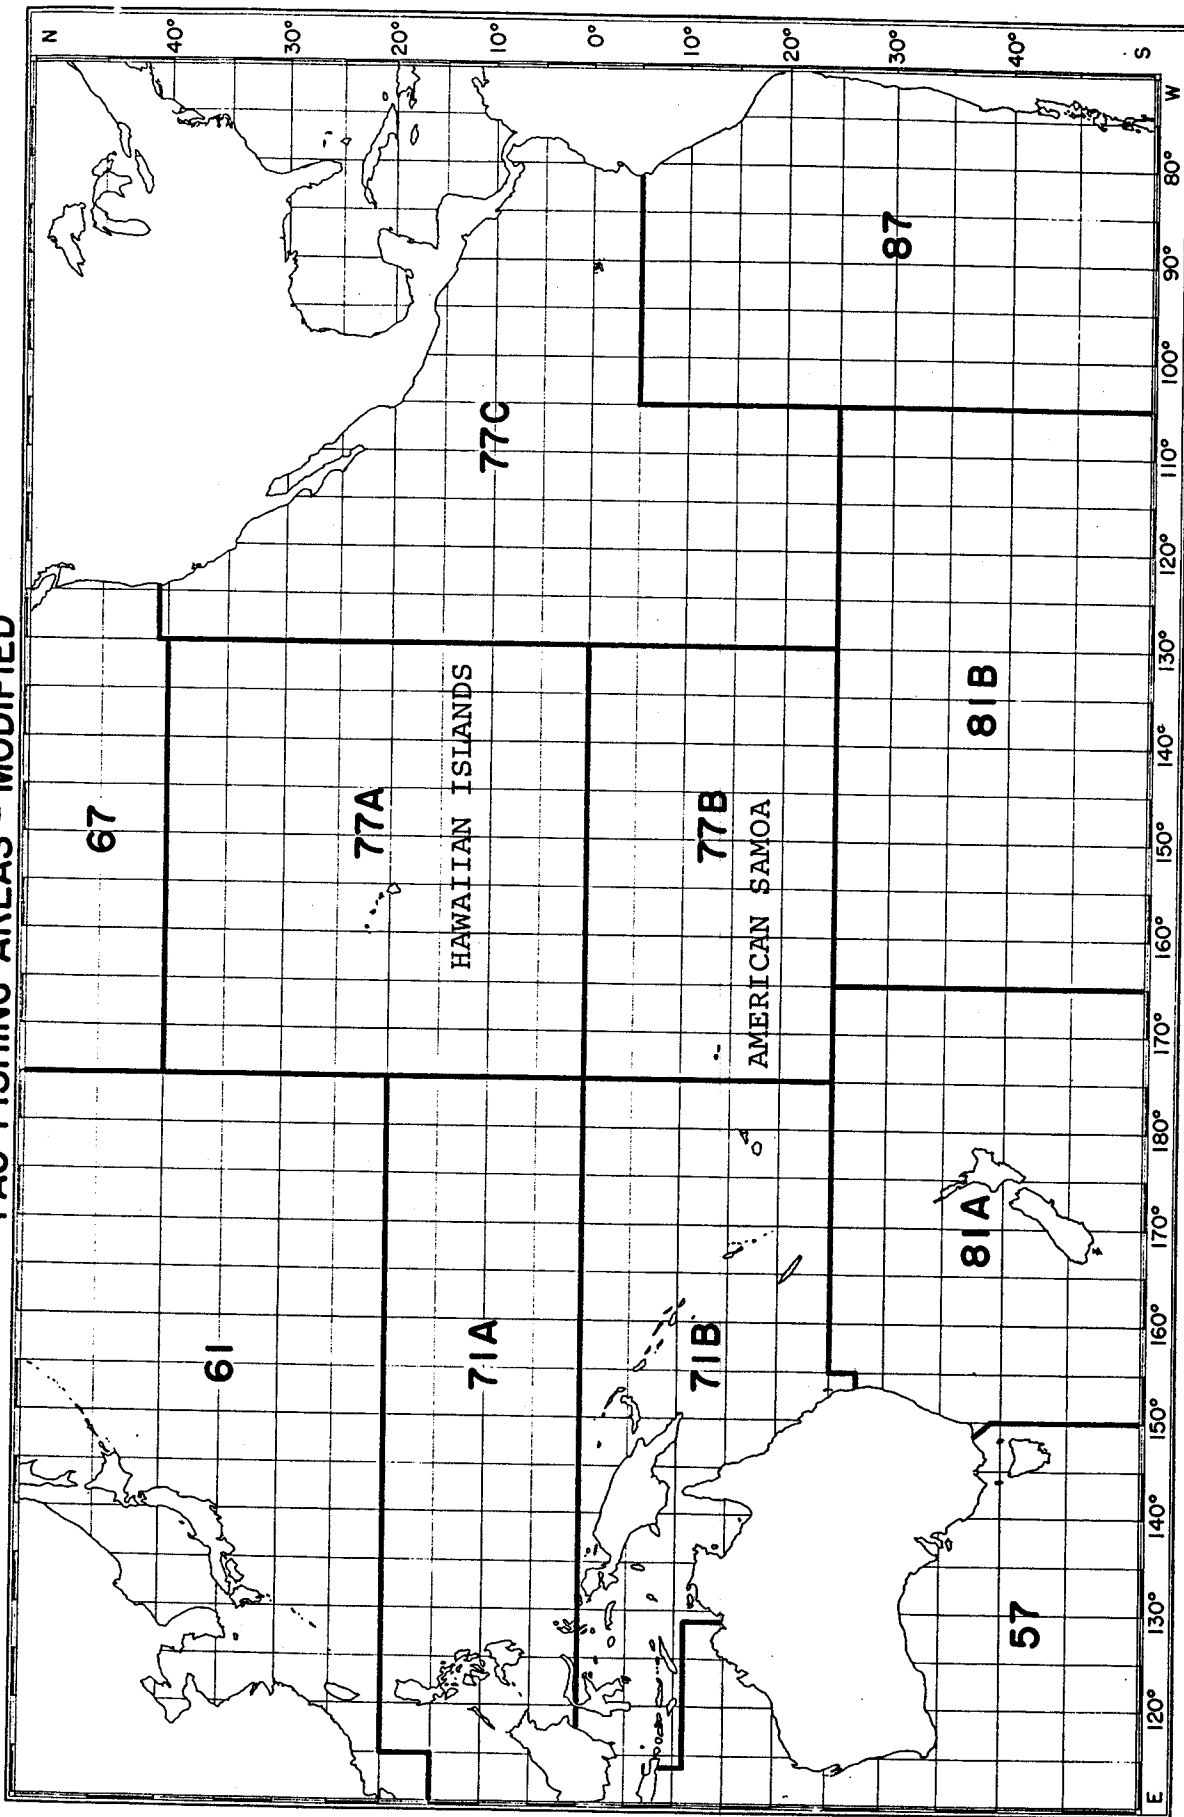 FAO FISHING AREAS - MODIFIED
N
40°
30°
20°
10°
0°
10°
20°
30°
40°
S
61
67
71A
77A
HAWAIIAN ISLANDS
77C
71B
77B
AMERICAN SAMOA
87
57
81A
81B
E 120° 130° 140° 150° 160° 170° 180° 170° 160° 150° 140° 130° 120° 110° 100° 90° 80° W